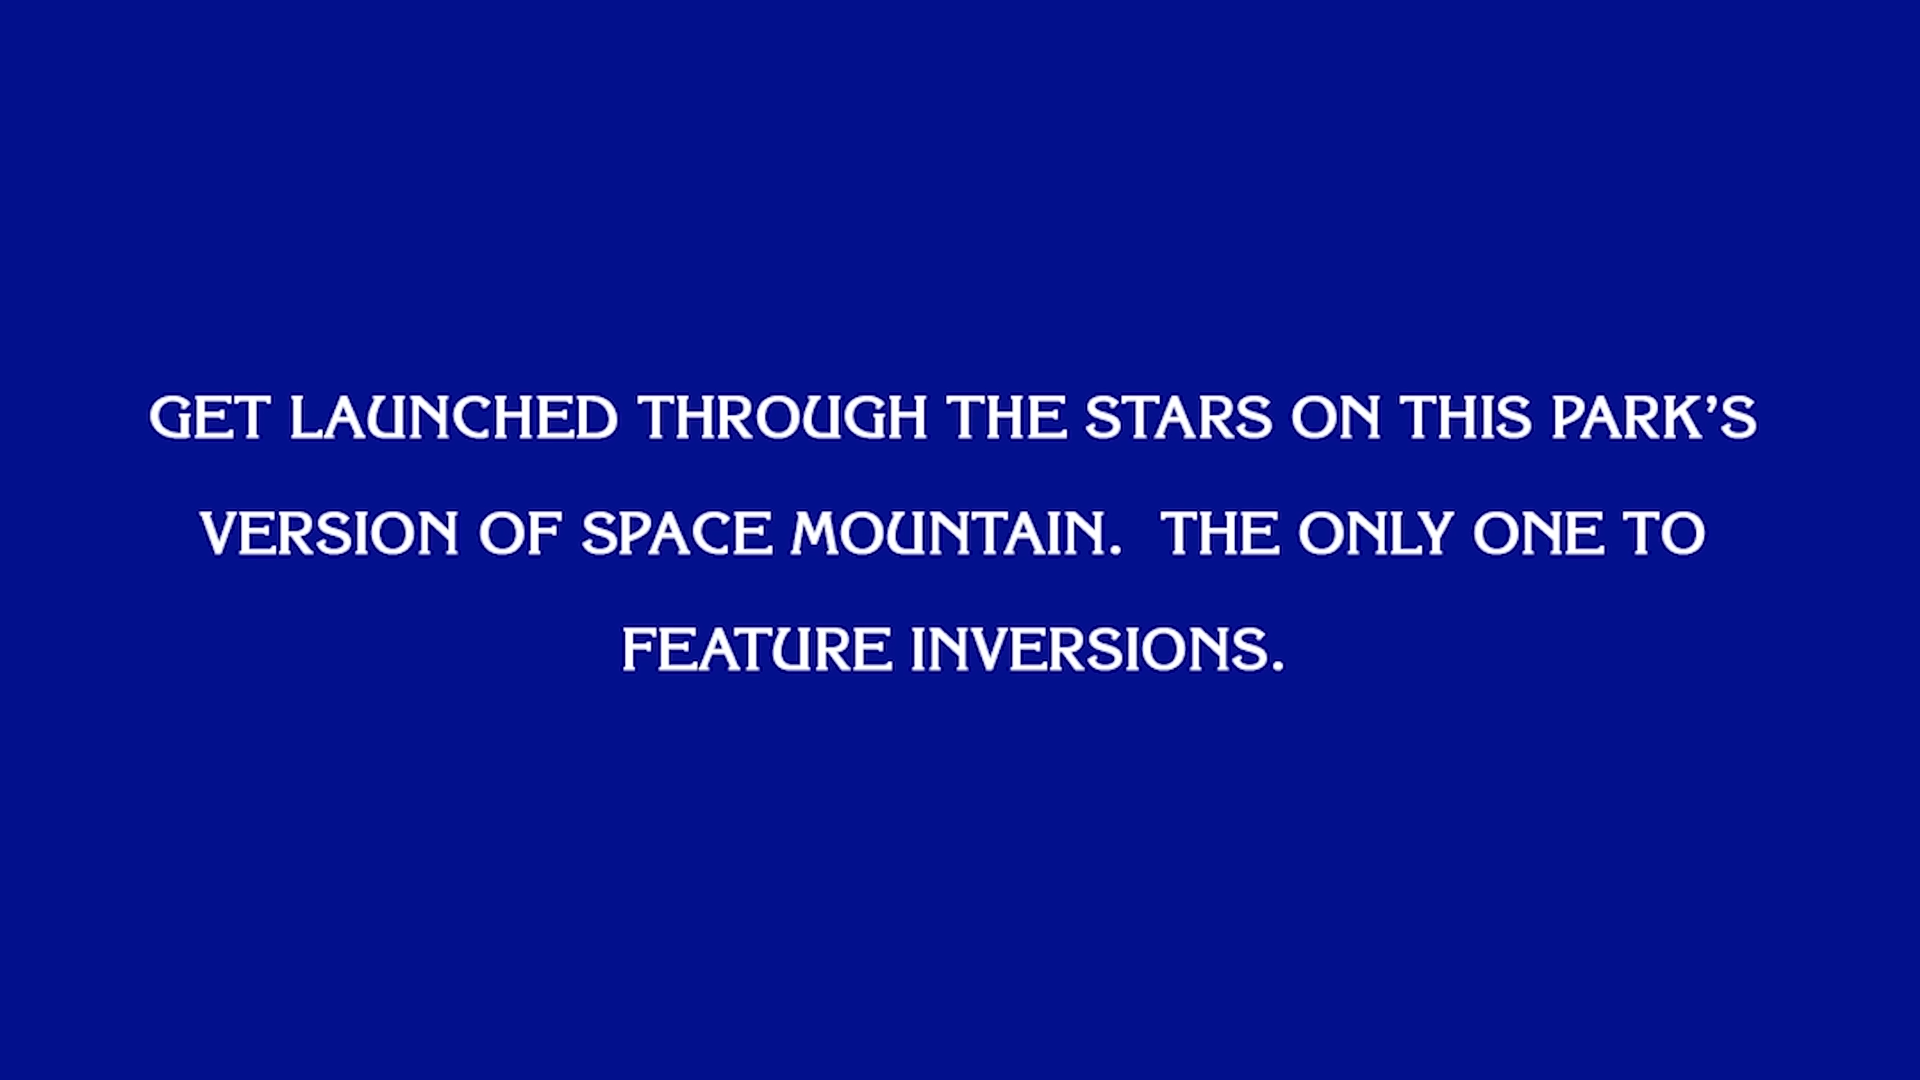 GET LAUNCHED THROUGH THE STARS ON THIS PARK’S
VERSION OF SPACE MOUNTAIN.  THE ONLY ONE TO
FEATURE INVERSIONS.